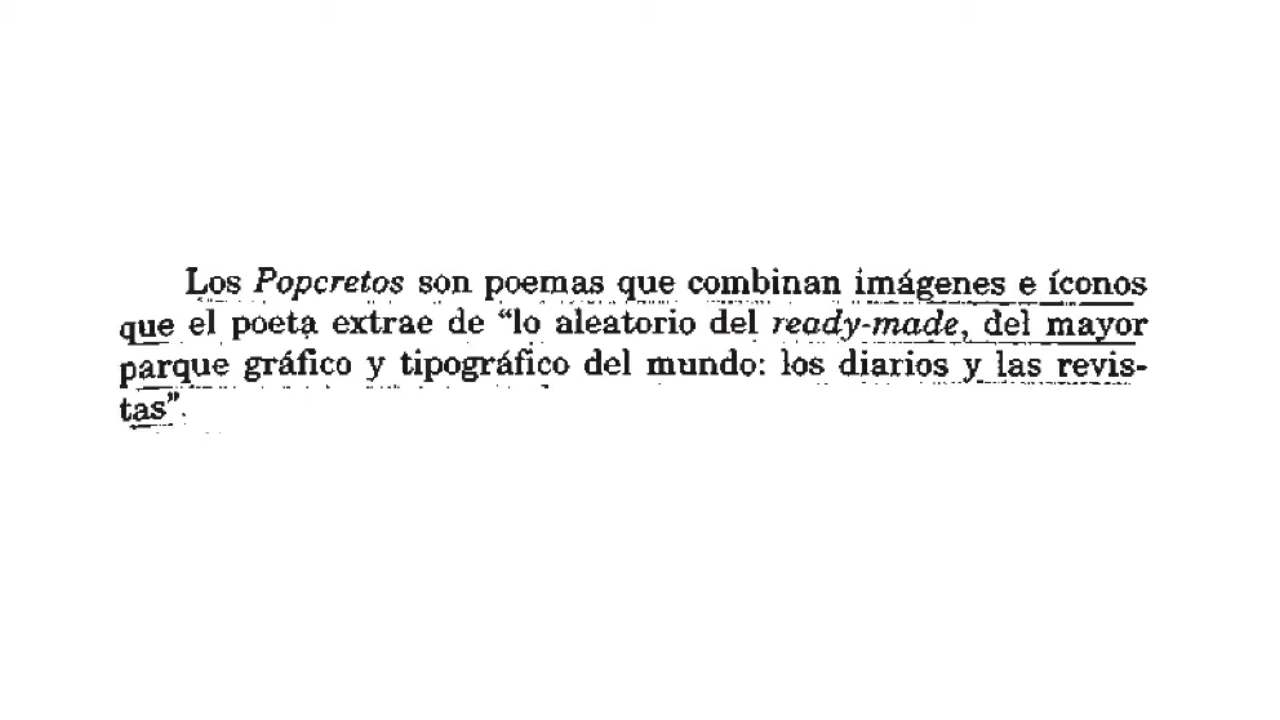 Los Popcretos son poemas que combinan imágenes e íconos
que el poeta extrae de “lo aleatorio del ready-made, del mayor
parque gráfico y tipográfico del mundo: los diarios y las revis-
tas”.